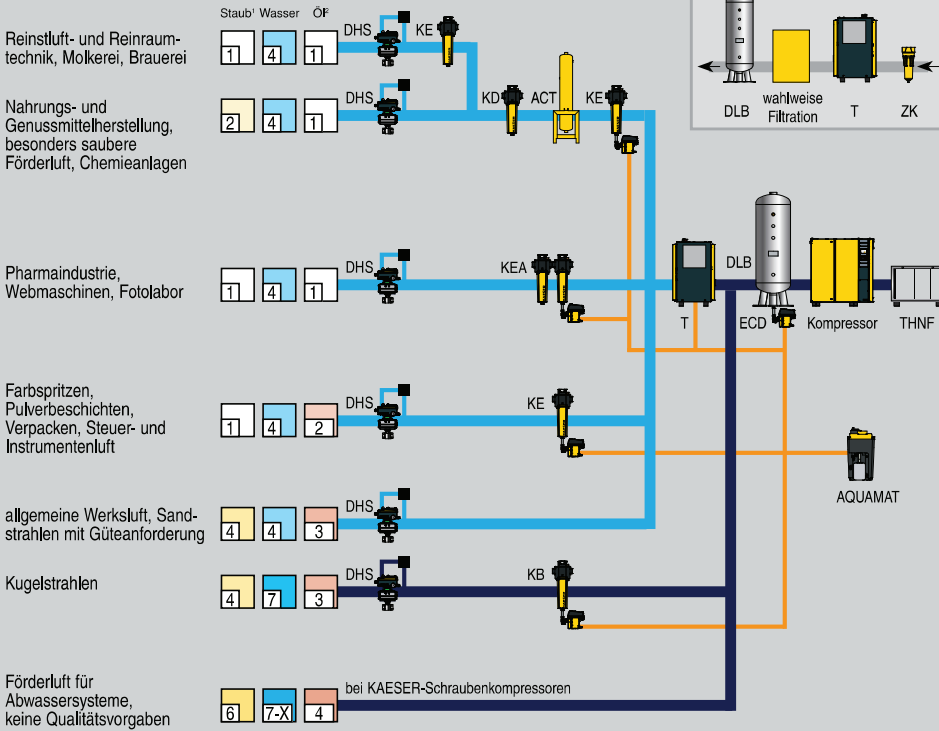 Staub¹ Wasser Öl²
Reinstluft- und Reinraum-
technik, Molkerei, Brauerei
1 4 1
DHS KE
Nahrungs- und
Genussmittelherstellung,
besonders saubere
Förderluft, Chemieanlagen
2 4 1
DHS KD ACT KE
DLB wahlweise
Filtration T ZK
Pharmaindustrie,
Webmaschinen, Fotolabor
1 4 1
DHS KEA T DLB ECD Kompressor THNF
Farbspritzen,
Pulverbeschichten,
Verpacken, Steuer- und
Instrumentenluft
1 4 2
DHS KE
AQUAMAT
allgemeine Werksluft, Sand-
strahlen mit Güteanforderung
4 4 3
DHS
Kugelstrahlen
4 7 3
DHS KB
Förderluft für
Abwassersysteme,
keine Qualitätsvorgaben
6 7-X 4
bei KAESER-Schraubenkompressoren